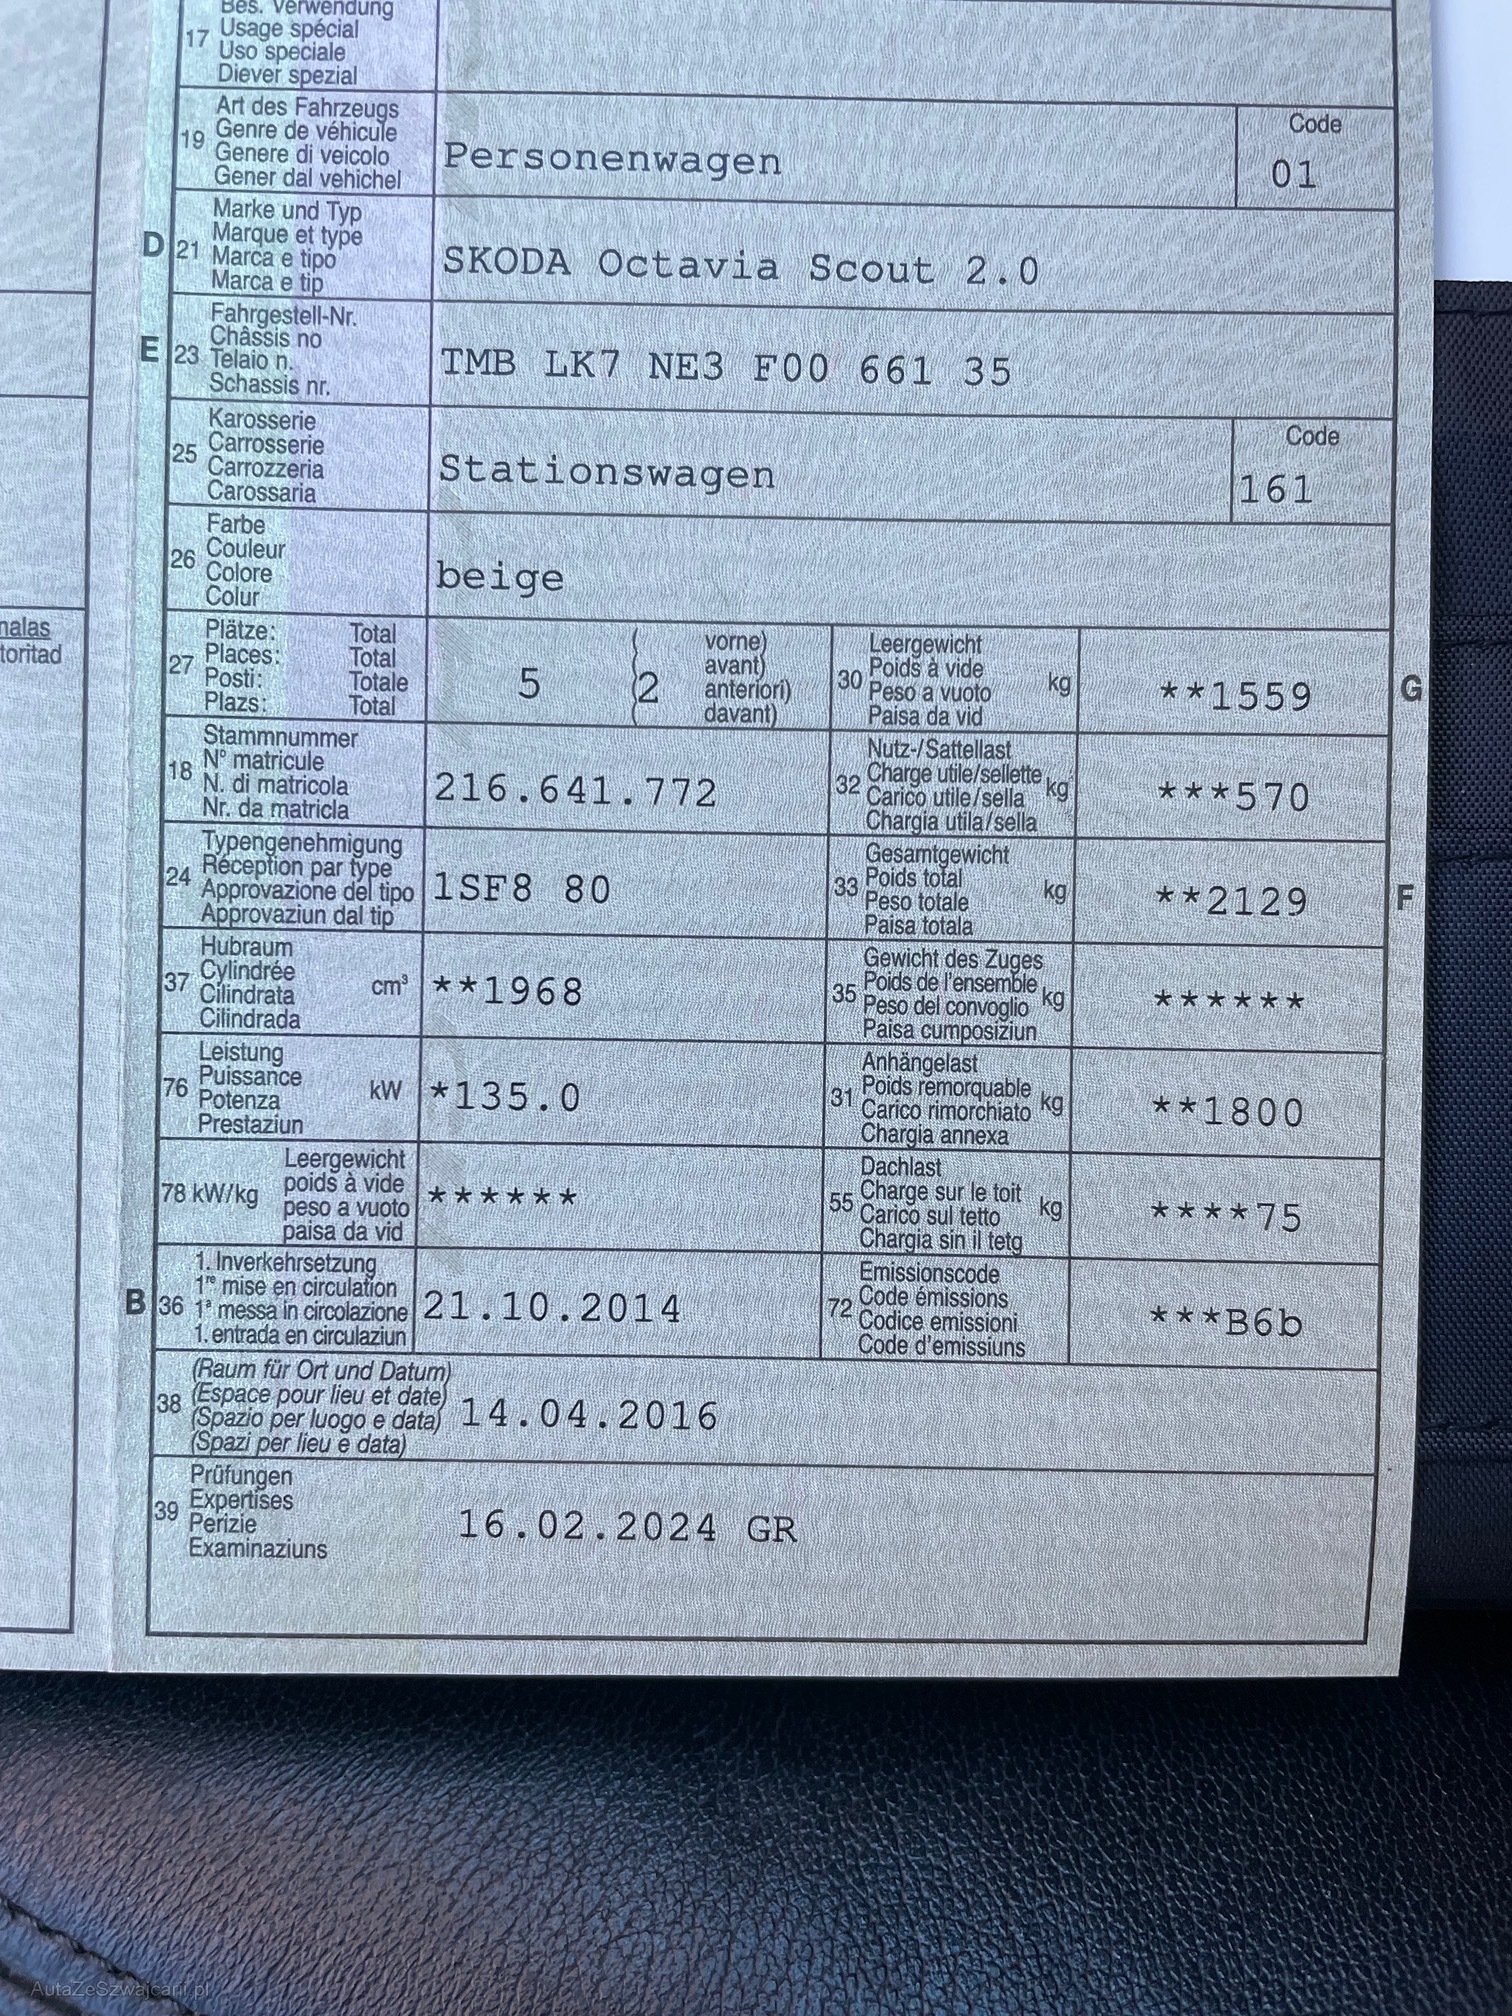 Bes. Verwendung
17 Usage spécial
Uso speciale
Diever spezial
Art des Fahrzeugs
19 Genre de véhicule
Genere di veicolo
Gener dal vehichel
Personenwagen
Code
01
Marke und Typ
D 21 Marque et type
Marca e tipo
Marca e tip
SKODA Octavia Scout 2.0
Fahrgestell-Nr.
E 23 Châssis no
Telaio n.
Schassis nr.
TMB LK7 NE3 F00 661 35
Karosserie
25 Carrosserie
Carrozzeria
Carossaria
Stationswagen
Code
161
Farbe
26 Couleur
Colore
Colur
beige
nalas
toritad
Plätze: Total
27 Places: Total
Posti: Totale
Plazs: Total
5 (2
vorne)
avant)
anteriori)
davant)
Leergewicht
30 Poids à vide kg
Peso a vuoto
Paisa da vid
**1559 G
Stammnummer
18 N° matricule
N. di matricola
Nr. da matricla
216.641.772
Nutz-/Sattellast
32 Charge utile/sellette kg
Carico utile/sella
Chargia utila/sella
***570
Typengenehmigung
24 Réception par type
Approvazione del tipo
Approvaziun dal tip
1SF8 80
Gesamtgewicht
33 Poids total kg
Peso totale
Paisa totala
**2129 F
Hubraum
37 Cylindrée cm³
Cilindrata
Cilindrada
**1968
Gewicht des Zuges
35 Poids de l'ensemble kg
Peso del convoglio
Paisa cumposiziun
******
Leistung
76 Puissance kW
Potenza
Prestaziun
*135.0
Anhängelast
31 Poids remorquable kg
Carico rimorchiato
Chargia annexa
**1800
Leergewicht
78 kW/kg poids à vide
peso a vuoto
paisa da vid
******
Dachlast
55 Charge sur le toit kg
Carico sul tetto
Chargia sin il tetg
****75
1. Inverkehrsetzung
B 36 1re mise en circulation
1a messa in circolazione
1. entrada en circulaziun
21.10.2014
Emissionscode
72 Code émissions
Codice emissioni
Code d'emissiuns
***B6b
(Raum für Ort und Datum)
38 (Espace pour lieu et date)
(Spazio per luogo e data)
(Spazi per lieu e data)
14.04.2016
Prüfungen
39 Expertises
Perizie
Examinaziuns
16.02.2024 GR
AutaZeSzwajcarii.pl